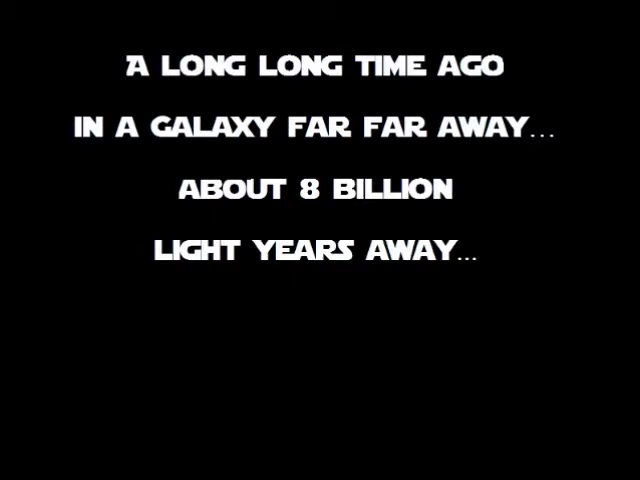 A LONG LONG TIME AGO
IN A GALAXY FAR FAR AWAY...
ABOUT 8 BILLION
LIGHT YEARS AWAY...